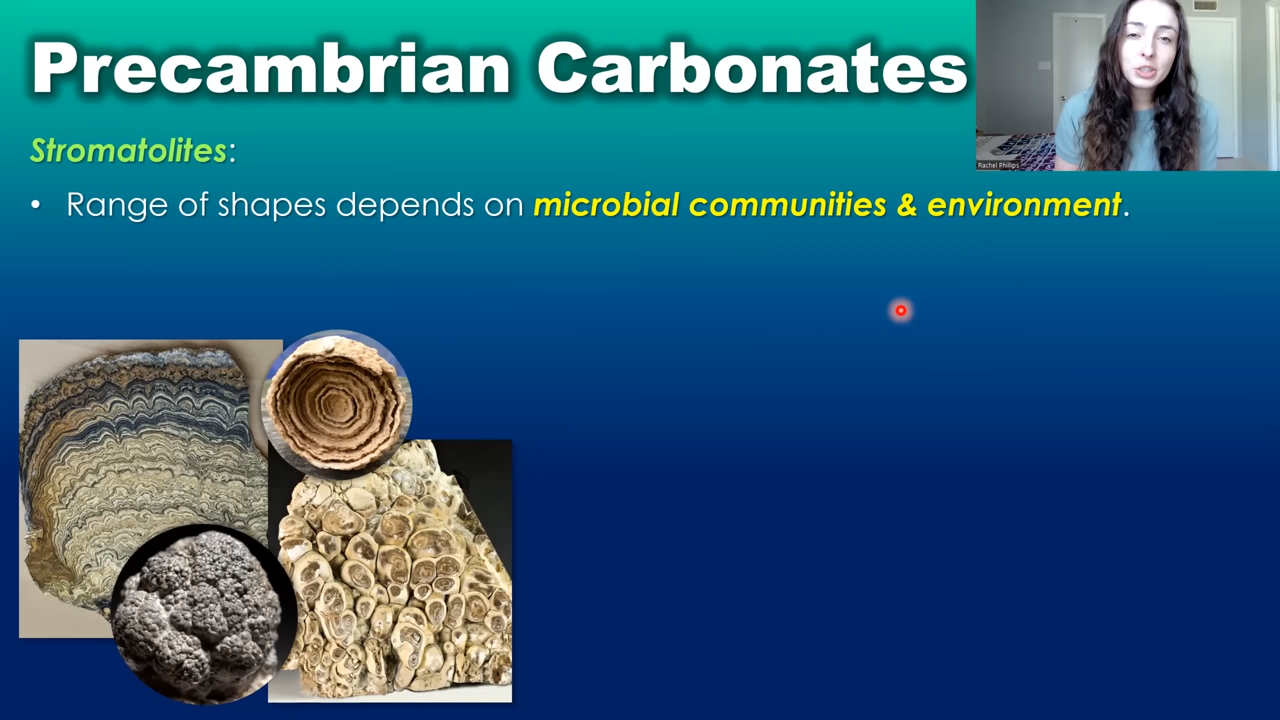 Precambrian Carbonates
Rachel Phillips
Stromatolites:
• Range of shapes depends on microbial communities & environment.